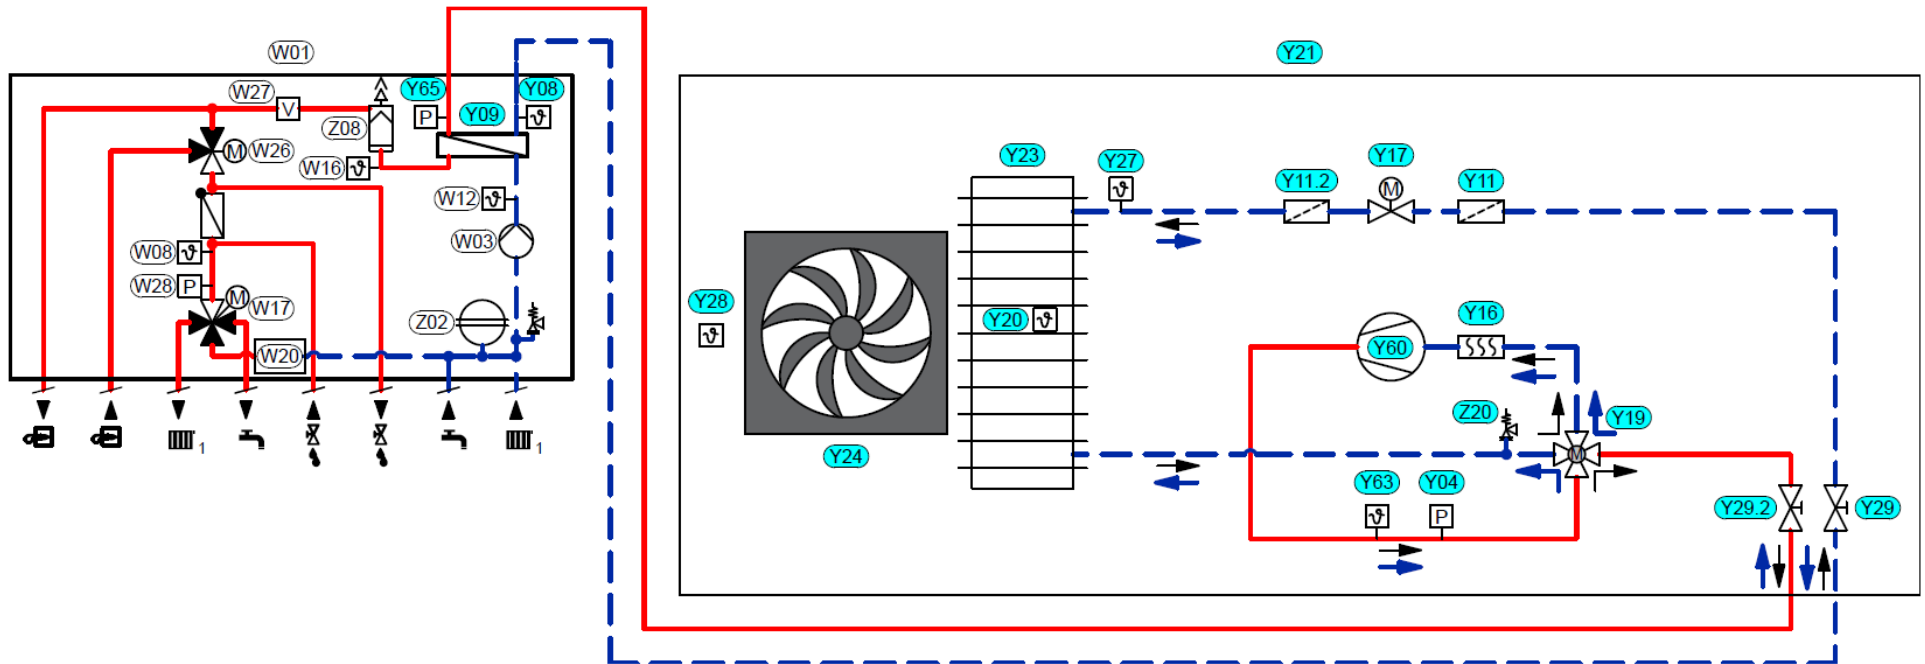 W01
Y21
W27
V
Y65
Y08
P
Y09
ϑ
Z08
M
W26
W16
ϑ
Y23
Y27
ϑ
Y17
M
Y11.2
Y11
W12
ϑ
W03
W08
ϑ
W28
P
M
W17
Z02
W20
Y28
ϑ
Y20
ϑ
Y24
Y60
Y16
Z20
Y19
M
Y63
ϑ
Y04
P
Y29.2
Y29
1
1